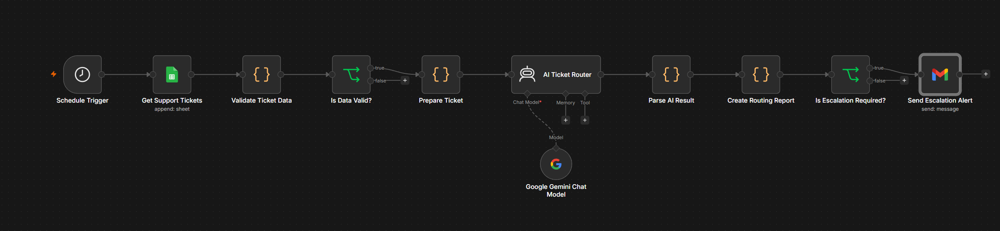 true
false
true
false
AI Ticket Router
Schedule Trigger
Get Support Tickets
append: sheet
Validate Ticket Data
Is Data Valid?
Prepare Ticket
Chat Model*
Memory
Tool
Parse AI Result
Create Routing Report
Is Escalation Required?
Send Escalation Alert
send: message
Model
Google Gemini Chat
Model